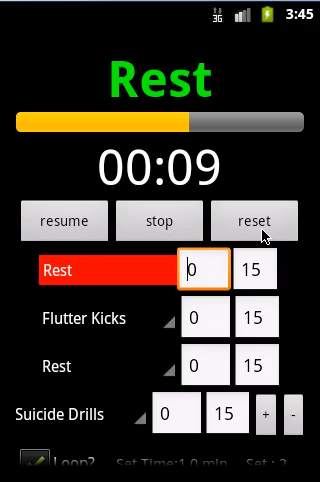 3G 3:45
Rest
00:09
resume stop reset
Rest 0 15
Flutter Kicks 0 15
Rest 0 15
Suicide Drills 0 15 + -
Loop? Set Time:1.0 min Set : 2